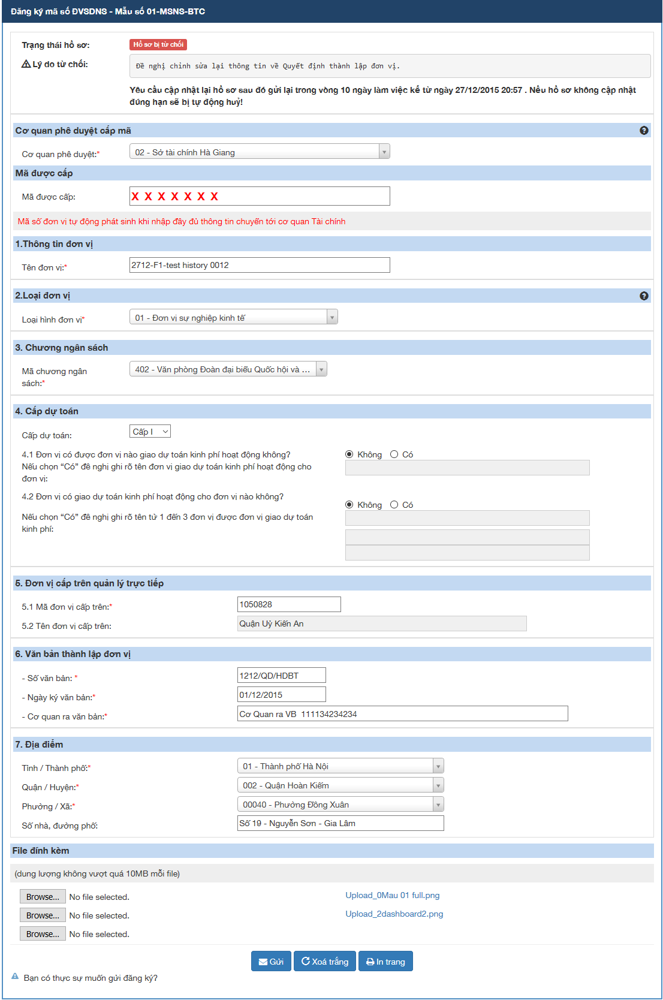 Đăng ký mã số ĐVSDNS - Mẫu số 01-MSNS-BTC
Trạng thái hồ sơ:
Hồ sơ bị từ chối
Lý do từ chối:
Đề nghị chỉnh sửa lại thông tin về Quyết định thành lập đơn vị.
Yêu cầu cập nhật lại hồ sơ sau đó gửi lại trong vòng 10 ngày làm việc kể từ ngày 27/12/2015 20:57 . Nếu hồ sơ không cập nhật
đúng hạn sẽ bị tự động huỷ!
Cơ quan phê duyệt cấp mã
Cơ quan phê duyệt:*
02 - Sở tài chính Hà Giang
Mã được cấp
Mã được cấp:
X X X X X X X
Mã số đơn vị tự động phát sinh khi nhập đầy đủ thông tin chuyển tới cơ quan Tài chính
1.Thông tin đơn vị
Tên đơn vị:*
2712-F1-test history 0012
2.Loại đơn vị
Loại hình đơn vị*
01 - Đơn vị sự nghiệp kinh tế
3. Chương ngân sách
Mã chương ngân
sách:*
402 - Văn phòng Đoàn đại biểu Quốc hội và ...
4. Cấp dự toán
Cấp dự toán:
Cấp I
4.1 Đơn vị có được đơn vị nào giao dự toán kinh phí hoạt động không?
Không
Có
Nếu chọn “Có” đề nghị ghi rõ tên đơn vị giao dự toán kinh phí hoạt động cho
đơn vị:
4.2 Đơn vị có giao dự toán kinh phí hoạt động cho đơn vị nào không?
Không
Có
Nếu chọn “Có” đề nghị ghi rõ tên từ 1 đến 3 đơn vị được đơn vị giao dự toán
kinh phí:
5. Đơn vị cấp trên quản lý trực tiếp
5.1 Mã đơn vị cấp trên:*
1050828
5.2 Tên đơn vị cấp trên:
Quận Uỷ Kiến An
6. Văn bản thành lập đơn vị
- Số văn bản: *
1212/QD/HDBT
- Ngày ký văn bản:*
01/12/2015
- Cơ quan ra văn bản:*
Cơ Quan ra VB  111134234234
7. Địa điểm
Tỉnh / Thành phố:*
01 - Thành phố Hà Nội
Quận / Huyện:*
002 - Quận Hoàn Kiếm
Phường / Xã:*
00040 - Phường Đồng Xuân
Số nhà, đường phố:
Số 19 - Nguyễn Sơn - Gia Lâm
File đính kèm
(dung lượng không vượt quá 10MB mỗi file)
Browse... No file selected.
Upload_0Mau 01 full.png
Browse... No file selected.
Upload_2dashboard2.png
Browse... No file selected.
Gửi
Xoá trắng
In trang
Bạn có thực sự muốn gửi đăng ký?